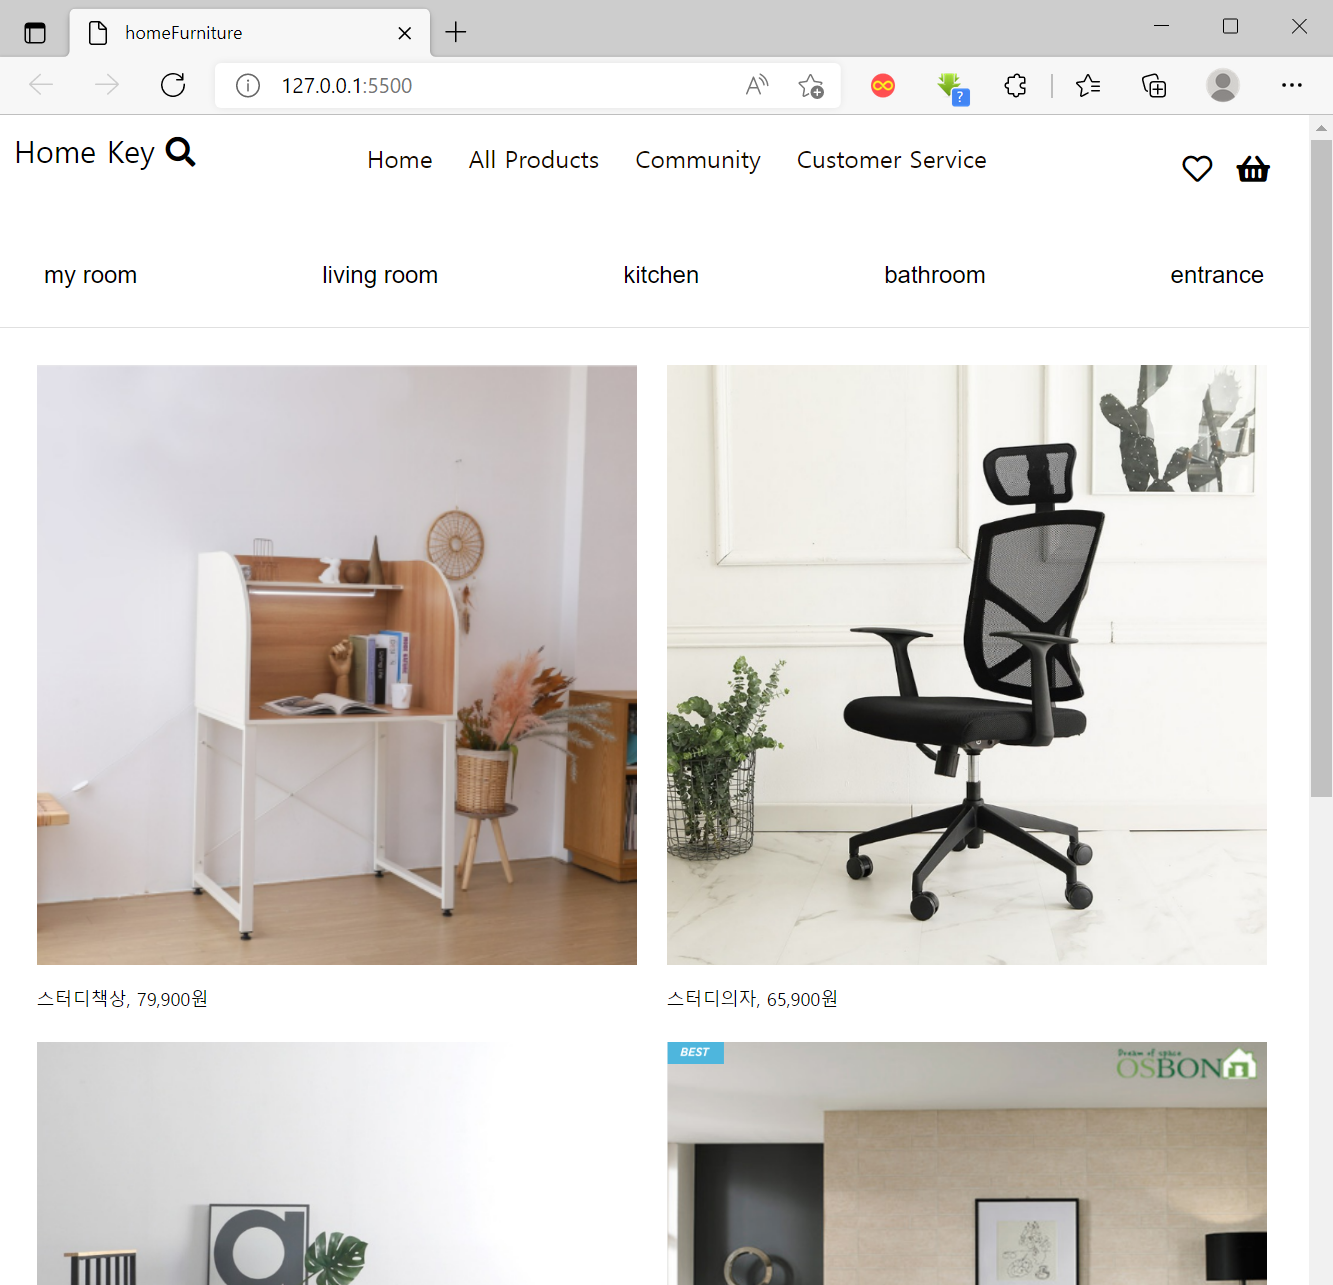 homeFurniture
127.0.0.1:5500
Home Key
Home All Products Community Customer Service
my room living room kitchen bathroom entrance
스터디책상, 79,900원
스터디의자, 65,900원
BEST
Dream of space
OSBON